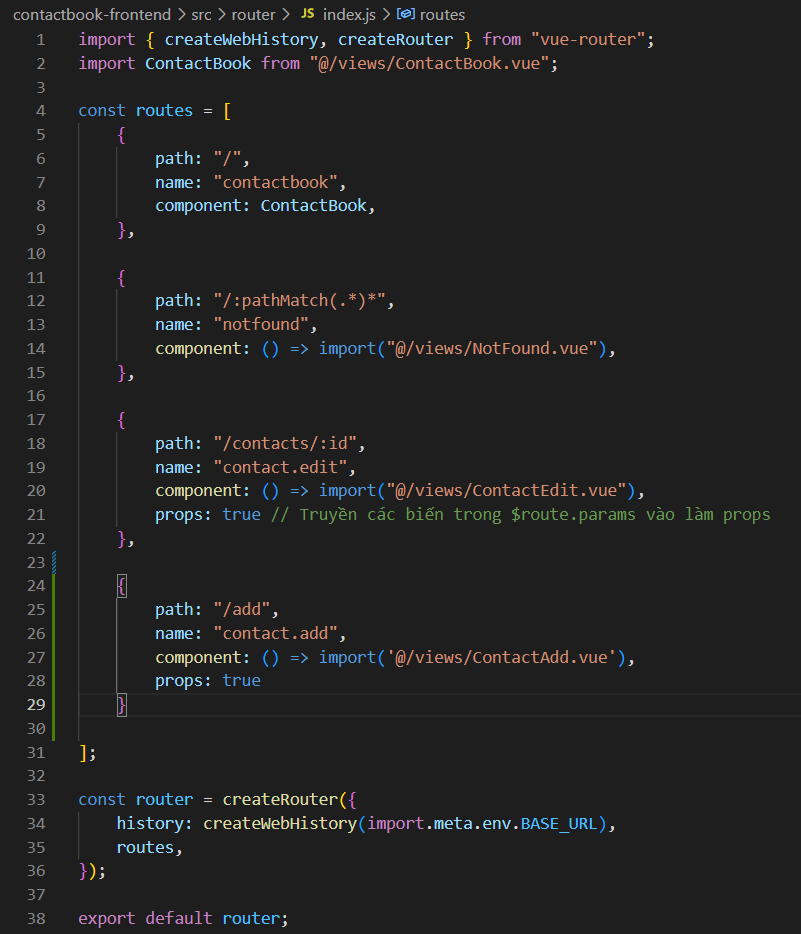 contactbook-frontend > src > router > JS index.js > routes
1 import { createWebHistory, createRouter } from "vue-router";
2 import ContactBook from "@/views/ContactBook.vue";
3
4 const routes = [
5     {
6         path: "/",
7         name: "contactbook",
8         component: ContactBook,
9     },
10
11     {
12         path: "/:pathMatch(.*)*",
13         name: "notfound",
14         component: () => import("@/views/NotFound.vue"),
15     },
16
17     {
18         path: "/contacts/:id",
19         name: "contact.edit",
20         component: () => import("@/views/ContactEdit.vue"),
21         props: true // Truyền các biến trong $route.params vào làm props
22     },
23
24     {
25         path: "/add",
26         name: "contact.add",
27         component: () => import('@/views/ContactAdd.vue'),
28         props: true
29     }
30
31 ];
32
33 const router = createRouter({
34     history: createWebHistory(import.meta.env.BASE_URL),
35     routes,
36 });
37
38 export default router;